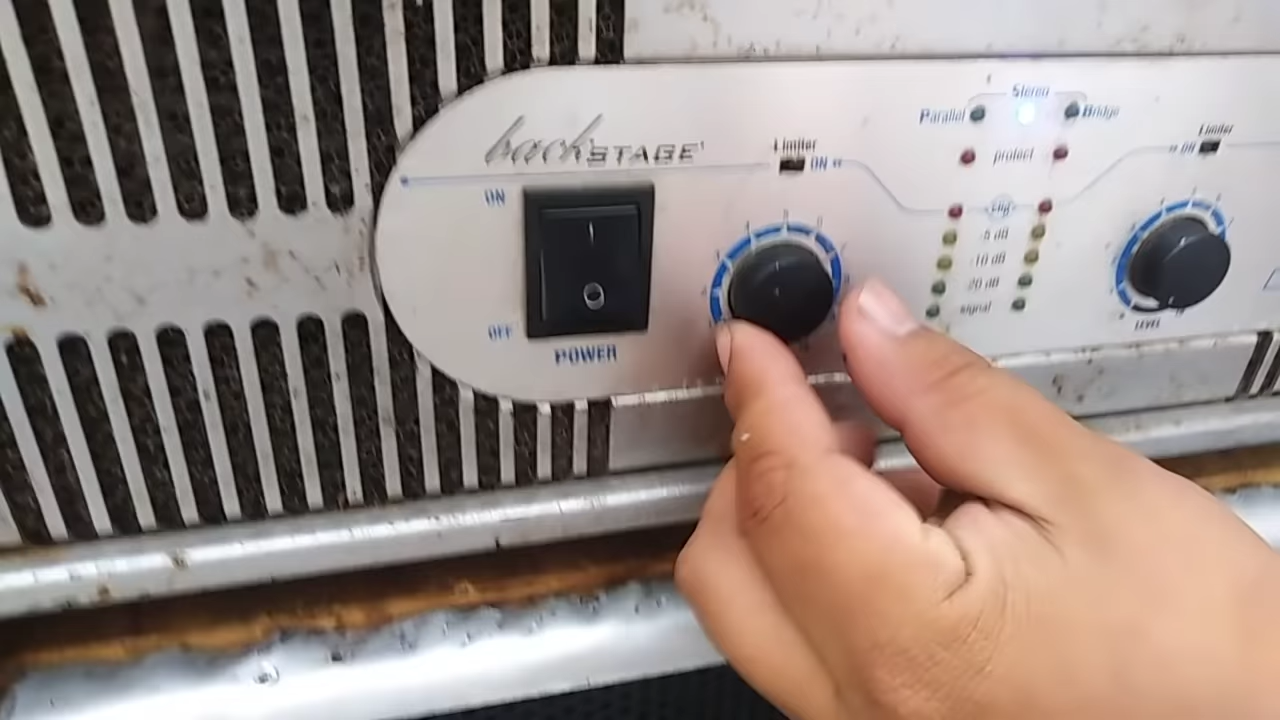 Stereo
Parallel
Bridge
backSTAGE
Limiter
ON
Limiter
protect
ON
Clip
-5 dB
-10 dB
-20 dB
signal
OFF
POWER
LEVEL